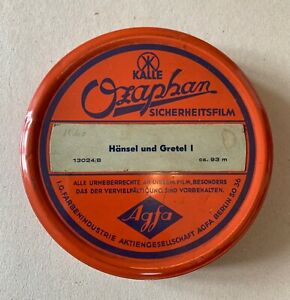 KALLE
Ozaphan
SICHERHEITSFILM
Hänsel und Gretel I
13024/B
ca. 93 m
ALLE URHEBERRECHTE AN DIESEM FILM, BESONDERS
DAS DER VERVIELFÄLTIGUNG SIND VORBEHALTEN.
Agfa
I.G. FARBENINDUSTRIE AKTIENGESELLSCHAFT AGFA BERLIN SO 36